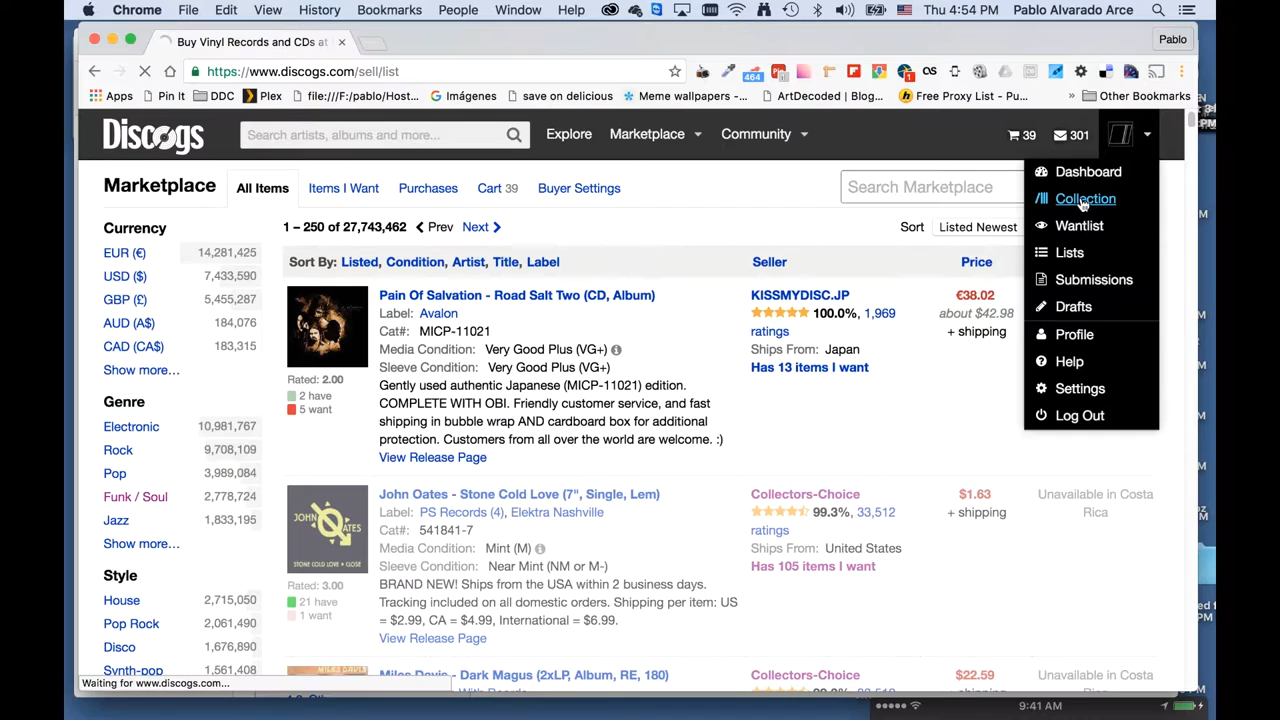 Chrome File Edit View History Bookmarks People Window Help Thu 4:54 PM Pablo Alvarado Arce
Buy Vinyl Records and CDs at Pablo
https://www.discogs.com/sell/list 464 1
Apps Pin It DDC Plex file:///F:/pablo/Host... Imágenes save on delicious Meme wallpapers -... ArtDecoded | Blog... Free Proxy List - Pu... » Other Bookmarks
Discogs Search artists, albums and more... Explore Marketplace Community 39 301
Marketplace All Items Items I Want Purchases Cart 39 Buyer Settings Search Marketplace
Dashboard
Collection
Wantlist
Lists
Submissions
Drafts
Profile
Help
Settings
Log Out
1 – 250 of 27,743,462 Prev Next Sort Listed Newest
Currency
EUR (€) 14,281,425
USD ($) 7,433,590
GBP (£) 5,455,287
AUD (A$) 184,076
CAD (CA$) 183,315
Show more...
Genre
Electronic 10,981,767
Rock 9,708,109
Pop 3,989,084
Funk / Soul 2,778,724
Jazz 1,833,195
Show more...
Style
House 2,715,050
Pop Rock 2,061,490
Disco 1,676,890
Synth-pop 1,561,408
Sort By: Listed, Condition, Artist, Title, Label Seller Price
Pain Of Salvation - Road Salt Two (CD, Album)
Label: Avalon
Cat#: MICP-11021
Media Condition: Very Good Plus (VG+)
Sleeve Condition: Very Good Plus (VG+)
Gently used authentic Japanese (MICP-11021) edition.
COMPLETE WITH OBI. Friendly customer service, and fast
shipping in bubble wrap AND cardboard box for additional
protection. Customers from all over the world are welcome. :)
View Release Page
Rated: 2.00
2 have
5 want
KISSMYDISC.JP
100.0%, 1,969
ratings
Ships From: Japan
Has 13 items I want
€38.02
about $42.98
+ shipping
John Oates - Stone Cold Love (7", Single, Lem)
Label: PS Records (4), Elektra Nashville
Cat#: 541841-7
Media Condition: Mint (M)
Sleeve Condition: Near Mint (NM or M-)
BRAND NEW! Ships from the USA within 2 business days.
Tracking included on all domestic orders. Shipping per item: US
= $2.99, CA = $4.99, International = $6.99.
View Release Page
JOHN
OATES
STONE COLD LOVE
Rated: 3.00
21 have
1 want
Collectors-Choice
99.3%, 33,512
ratings
Ships From: United States
Has 105 items I want
$1.63
+ shipping
Unavailable in Costa
Rica
Miles Davis - Dark Magus (2xLP, Album, RE, 180)
MILES DAVIS
Collectors-Choice
$22.59
Unavailable in Costa
Waiting for www.discogs.com...
9:41 AM